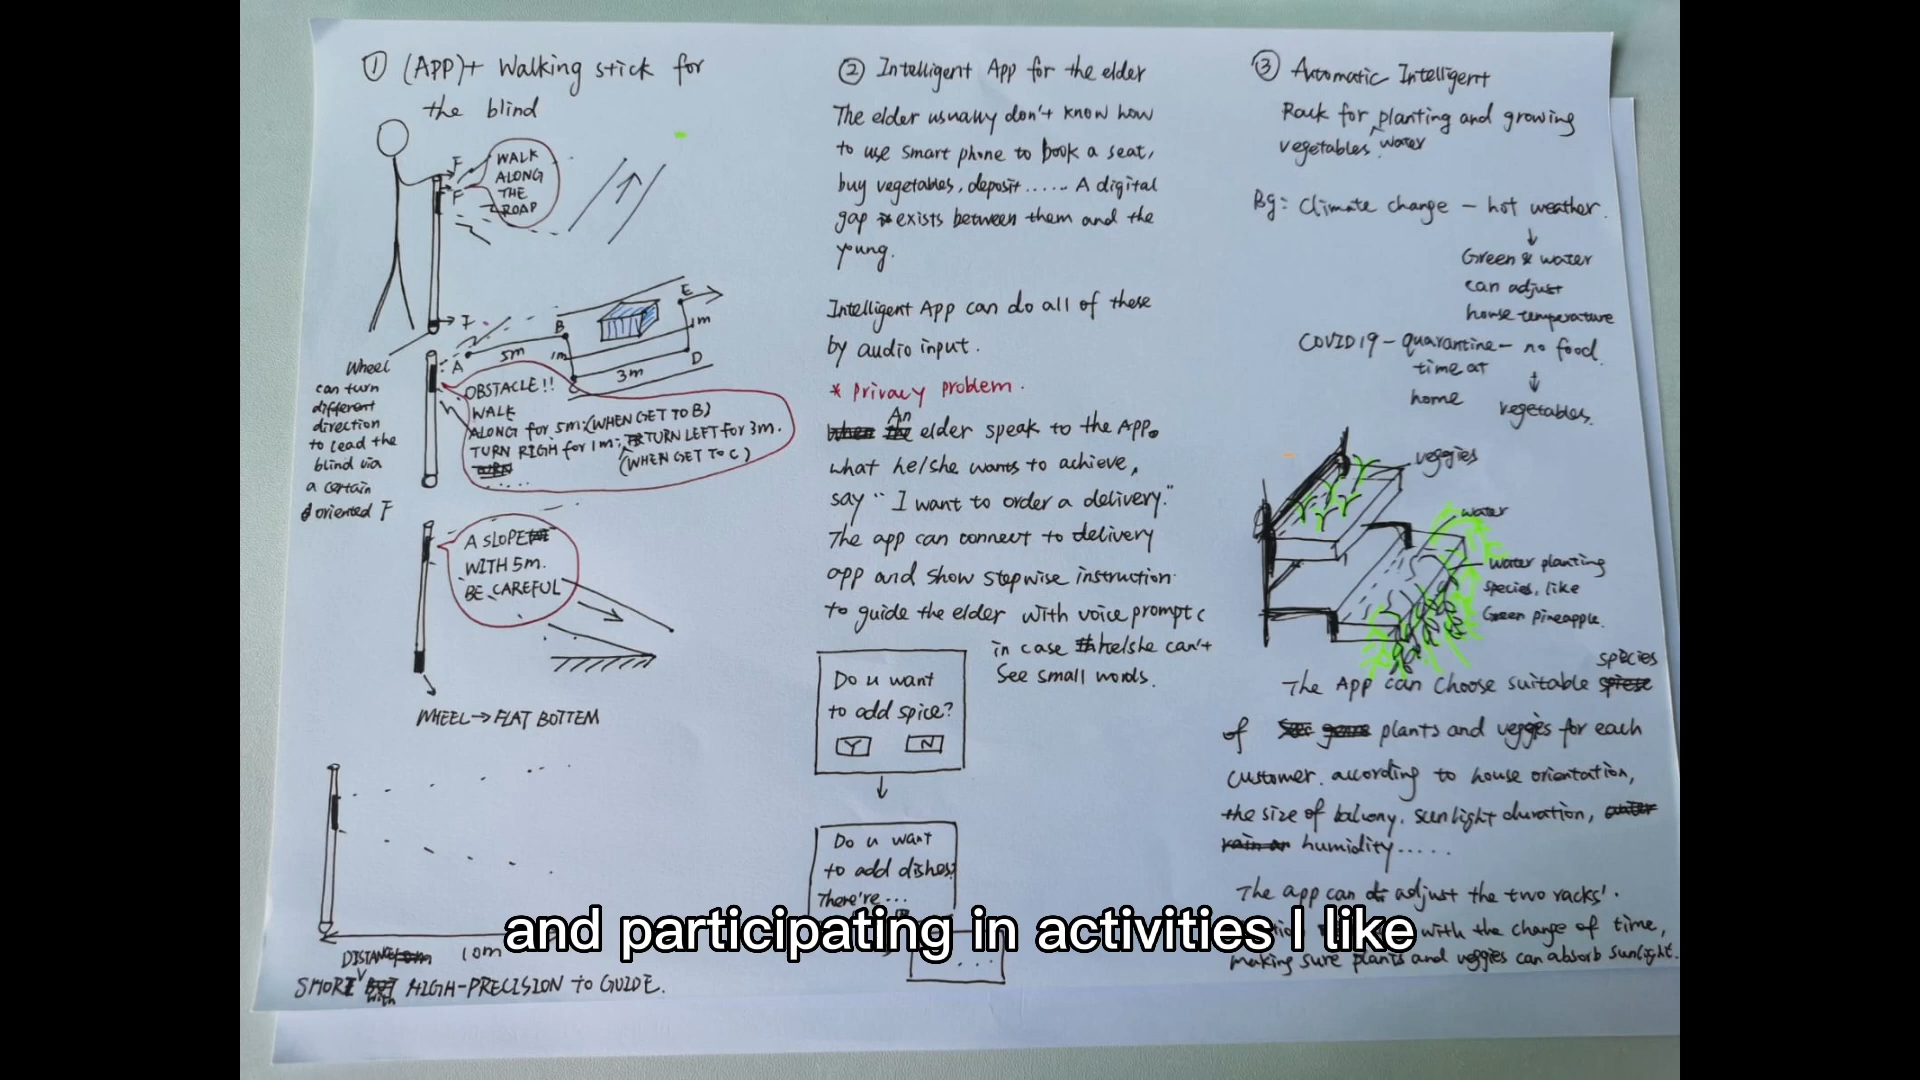 ① (APP)+ Walking stick for
the blind
F
F
WALK
ALONG
THE
ROAD
F
Wheel
can turn
different
direction
to lead the
blind via
a certain
oriented F
A
5m
B
1m
3m
D
1m
E
OBSTACLE!!
WALK
ALONG for 5m; (WHEN GET TO B)
TURN RIGH for 1m; TURN LEFT for 3m.
(WHEN GET TO C)
.....
A SLOPE
WITH 5m.
BE CAREFUL
WHEEL → FLAT BOTTEM
10m
DISTANCE
SHORT with HIGH-PRECISION TO GUIDE.
② Intelligent App for the elder
The elder usually don't know how
to use smart phone to book a seat,
buy vegetables, deposit...... A digital
gap exists between them and the
young.
Intelligent App can do all of these
by audio input.
* Privacy problem.
An elder speak to the App.
what he/she wants to achieve,
say "I want to order a delivery."
The app can connect to delivery
app and show stepwise instruction
to guide the elder with voice prompt c
in case he/she can't
see small words.
Do u want
to add spice?
Y N
Do u want
to add dishes?
There're...
....
③ Automatic Intelligent
Rack for planting and growing
vegetables water
Bg: Climate change - hot weather.
↓
Green & water
can adjust
house temperature
COVID19 - quarantine - no food
time at
home
↓
vegetables.
veggies
water
water planting
species, like
Green pineapple.
The App can choose suitable species
of plants and veggies for each
customer. according to house orientation,
the size of balcony. sunlight duration,
humidity.....
The app can adjust the two racks'.
with the change of time,
making sure plants and veggies can absorb sunlight.
and participating in activities I like